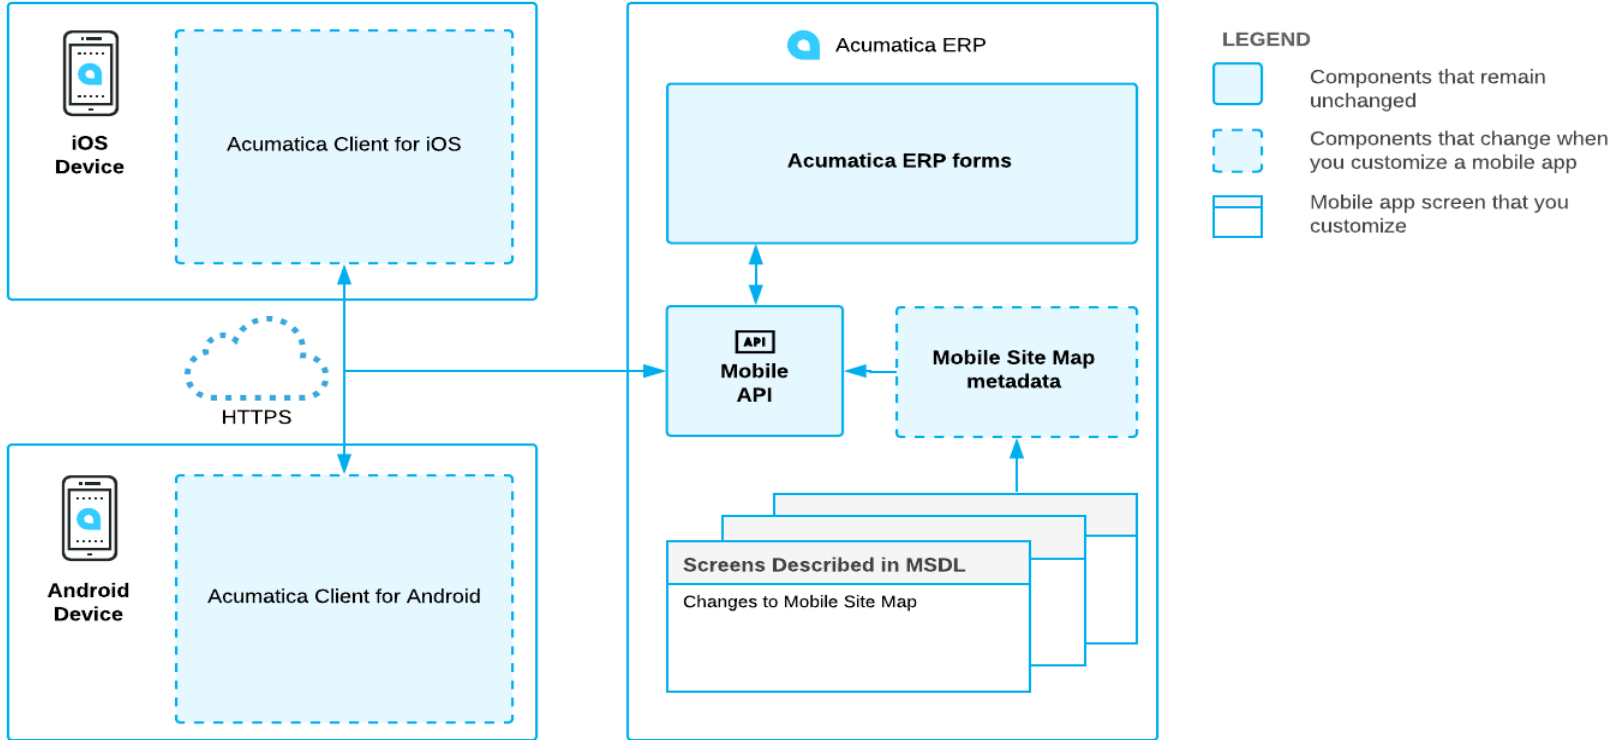 iOS
Device
Acumatica Client for iOS
HTTPS
Android
Device
Acumatica Client for Android
Acumatica ERP
Acumatica ERP forms
API
Mobile
API
Mobile Site Map
metadata
Screens Described in MSDL
Changes to Mobile Site Map
LEGEND
Components that remain
unchanged
Components that change when
you customize a mobile app
Mobile app screen that you
customize